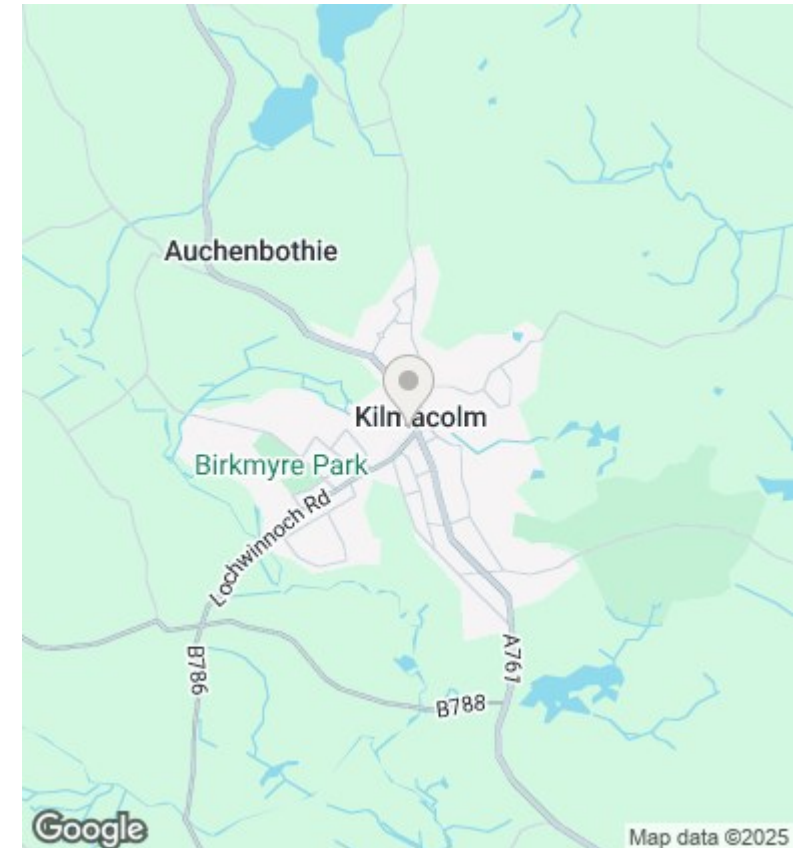 Auchenbothie
Kilmacolm
Birkmyre Park
Lochwinnoch Rd
B786
A761
B788
Google
Map data ©2025